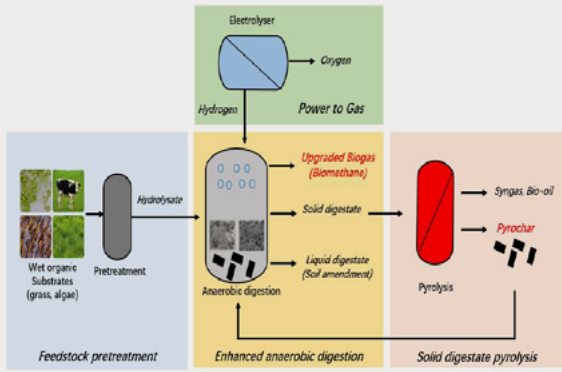 Electrolyser
Oxygen
Hydrogen
Power to Gas
Wet organic
Substrates
(grass, algae)
Pretreatment
Hydrolysate
Feedstock pretreatment
Upgraded Biogas
(Biomethane)
Solid digestate
Liquid digestate
(Soil amendment)
Anaerobic digestion
Enhanced anaerobic digestion
Syngas, Bio-oil
Pyrochar
Pyrolysis
Solid digestate pyrolysis